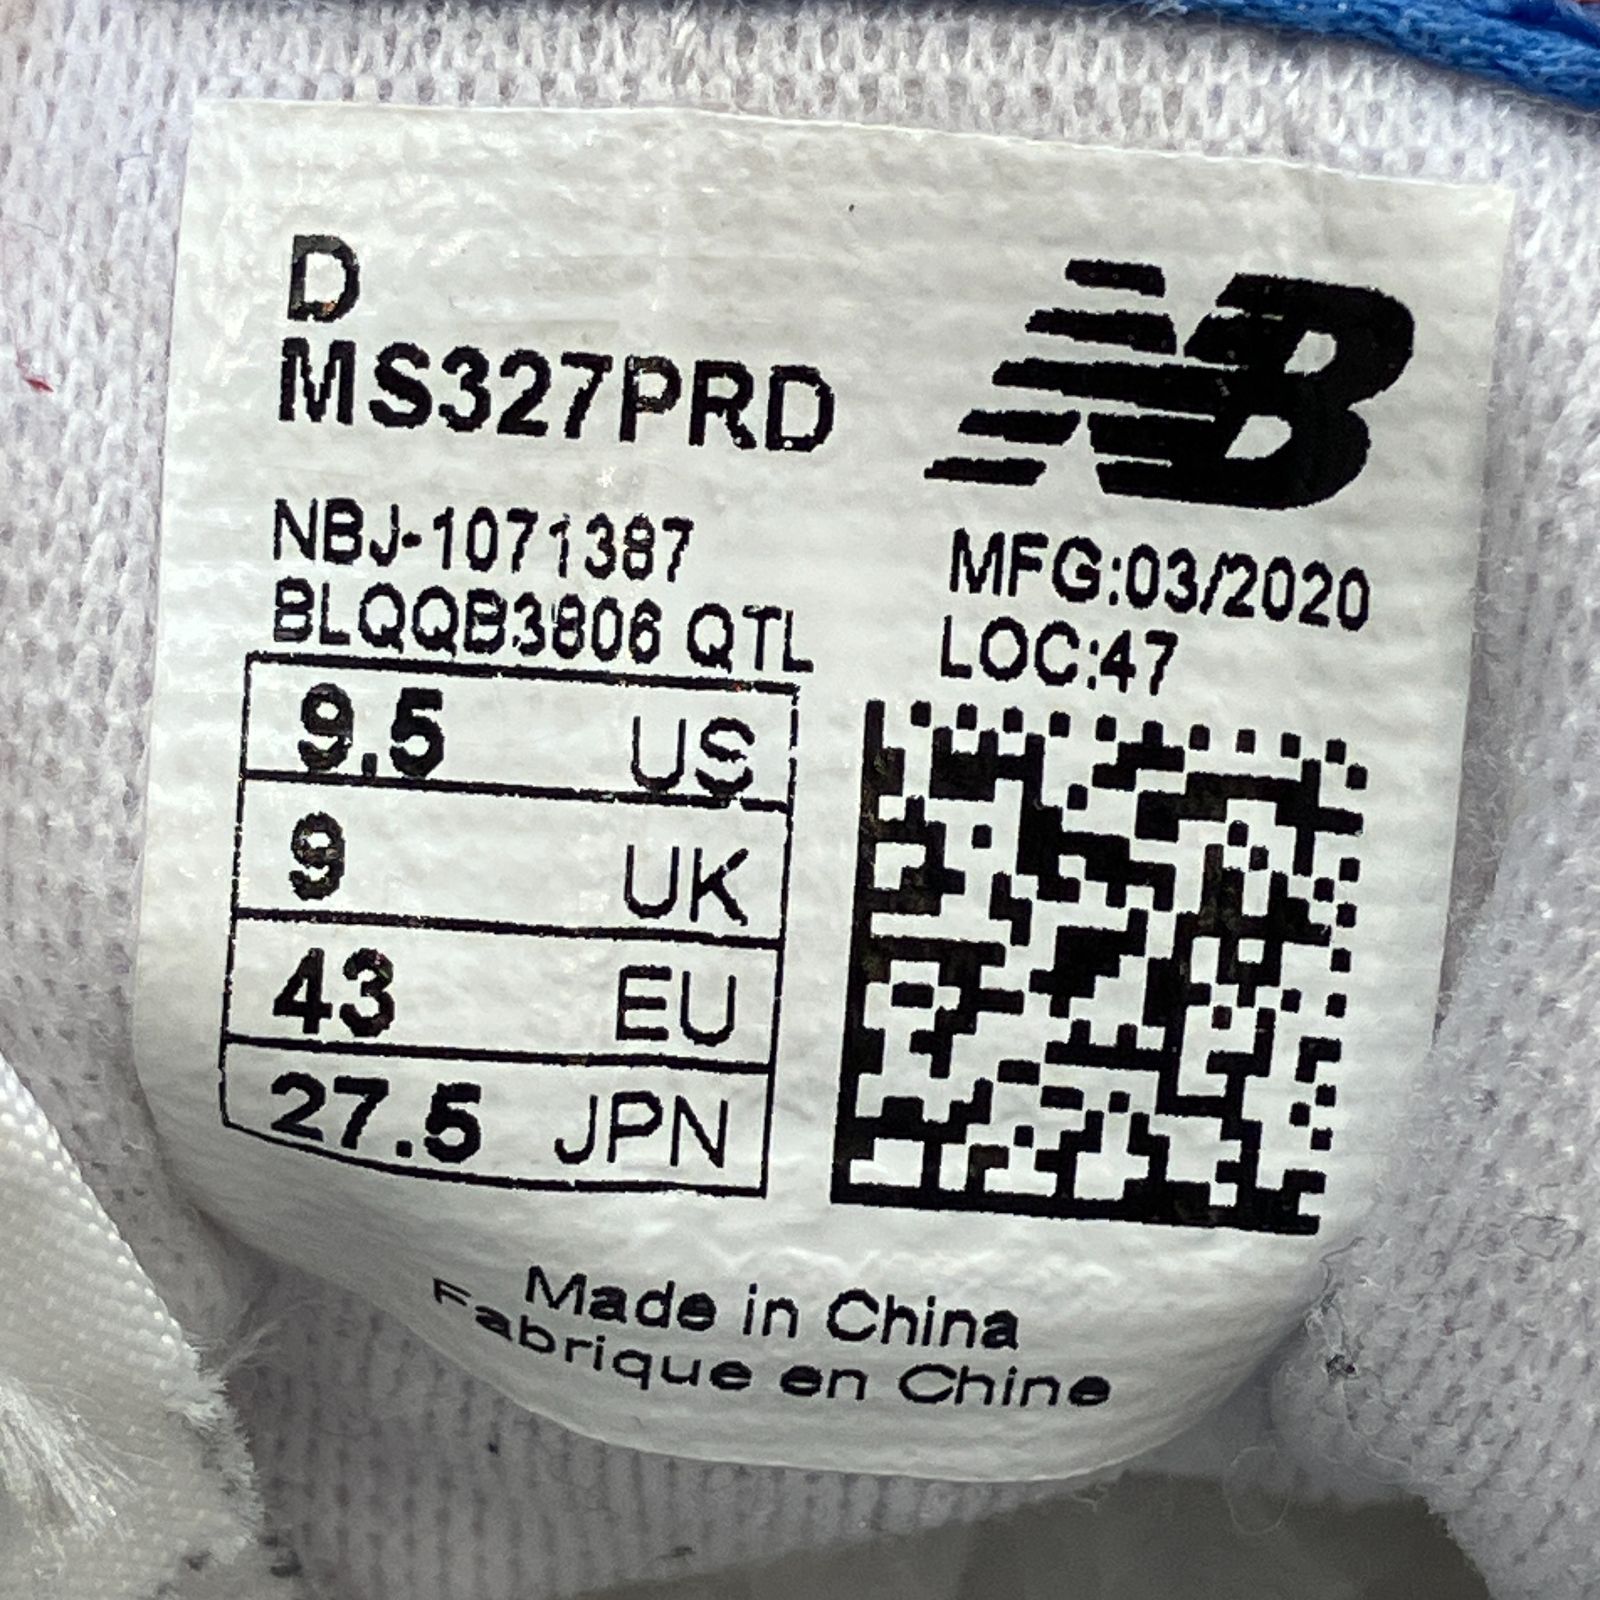 D
MS327PRD
NB
NBJ-1071387
BLQQB3806 QTL
MFG:03/2020
LOC:47
9.5 US
9 UK
43 EU
27.5 JPN
Made in China
Fabrique en Chine